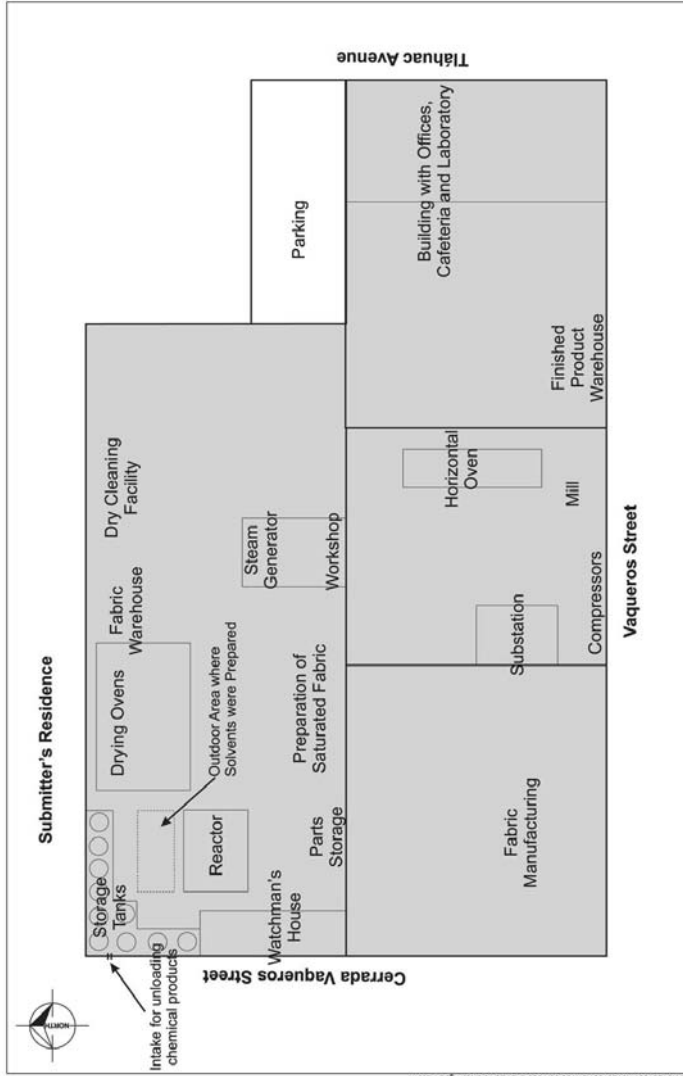 NORTH
Submitter's Residence
Intake for unloading
chemical products
Storage
Tanks
Drying Ovens
Fabric
Warehouse
Dry Cleaning
Facility
Outdoor Area where
Solvents were Prepared
Reactor
Steam
Generator
Workshop
Preparation of
Saturated Fabric
Parts
Storage
Watchman's
House
Parking
Cerrada Vaqueros Street
Tláhuac Avenue
Fabric
Manufacturing
Substation
Compressors
Horizontal
Oven
Mill
Finished
Product
Warehouse
Building with Offices,
Cafeteria and Laboratory
Vaqueros Street